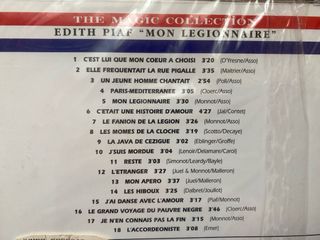 THE MAGIC COLLECTION
EDITH PIAF "MON LEGIONNAIRE"
1 C'EST LUI QUE MON COEUR A CHOISI 3'20 (D'Yresne/Asso)
2 ELLE FREQUENTAIT LA RUE PIGALLE 3'35 (Maitrier/Asso)
3 UN JEUNE HOMME CHANTAIT 2'54 (Poll/Asso)
4 PARIS-MEDITERRANEE 3'05 (Cloerc/Asso)
5 MON LEGIONNAIRE 3'30 (Monnot/Asso)
6 C'ETAIT UNE HISTOIRE D'AMOUR 4'27 (Jal/Contet)
7 LE FANION DE LA LEGION 3'26 (Monnot/Asso)
8 LES MOMES DE LA CLOCHE 3'19 (Scotto/Decaye)
9 LA JAVA DE CEZIGUE 3'02 (Eblinger/Groffe)
10 J'SUIS MORDUE 3'04 (Lenoir/Delamare/Carol)
11 RESTE 3'03 (Simonot/Leardy/Bayle)
12 L'ETRANGER 3'27 (Juel & Monnot/Malleron)
13 MON APERO 3'37 (Juel/Malleron)
14 LES HIBOUX 3'25 (Dalbret/Joullot)
15 J'AI DANSE AVEC L'AMOUR 3'17 (Piaf/Monnot)
16 LE GRAND VOYAGE DU PAUVRE NEGRE 3'46 (Cloerc/Asso)
17 JE N'EN CONNAIS PAS LA FIN 3'15 (Monnot/Asso)
18 L'ACCORDEONISTE 3'08 (Emer)